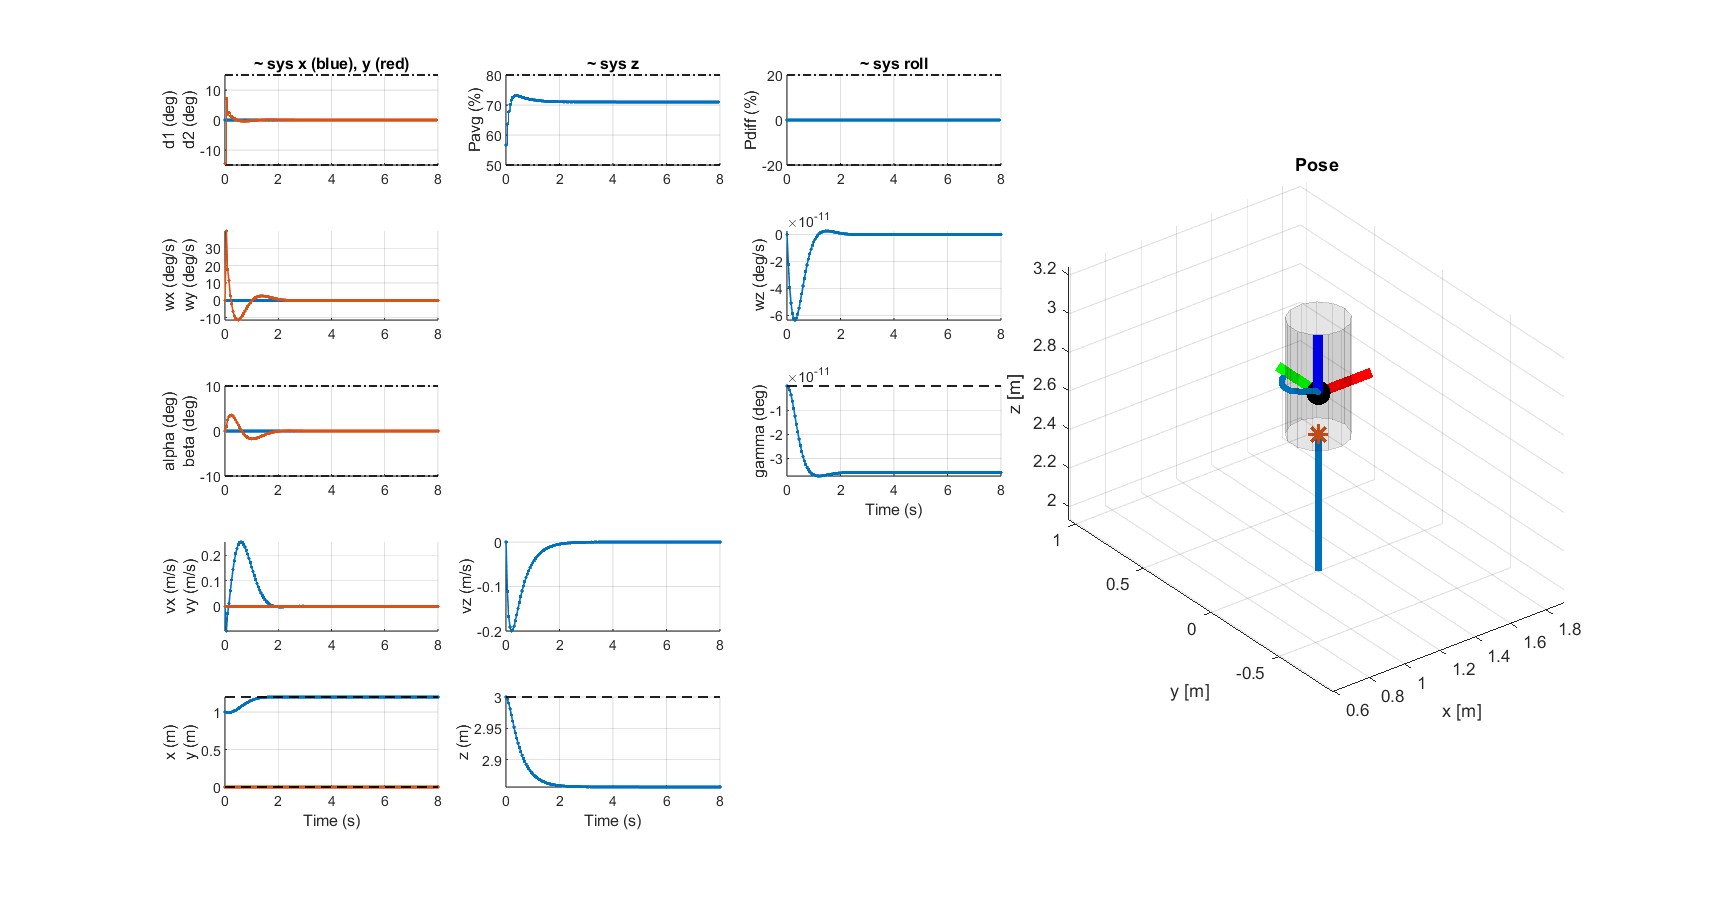 ~ sys x (blue), y (red)
d1 (deg)
d2 (deg)
10
0
-10
0 2 4 6 8
~ sys z
Pavg (%)
80
70
60
50
0 2 4 6 8
~ sys roll
Pdiff (%)
20
0
-20
0 2 4 6 8
wx (deg/s)
wy (deg/s)
30
20
10
0
-10
0 2 4 6 8
×10-11
wz (deg/s)
0
-2
-4
-6
0 2 4 6 8
alpha (deg)
beta (deg)
10
0
-10
0 2 4 6 8
×10-11
gamma (deg)
-1
-2
-3
0 2 4 6 8
Time (s)
vx (m/s)
vy (m/s)
0.2
0.1
0
0 2 4 6 8
vz (m/s)
0
-0.1
-0.2
0 2 4 6 8
x (m)
y (m)
1
0.5
0
0 2 4 6 8
Time (s)
z (m)
3
2.95
2.9
0 2 4 6 8
Time (s)
Pose
z [m]
3.2
3
2.8
2.6
2.4
2.2
2
1
0.5
0
-0.5
y [m]
0.6
0.8
1
1.2
1.4
1.6
1.8
x [m]